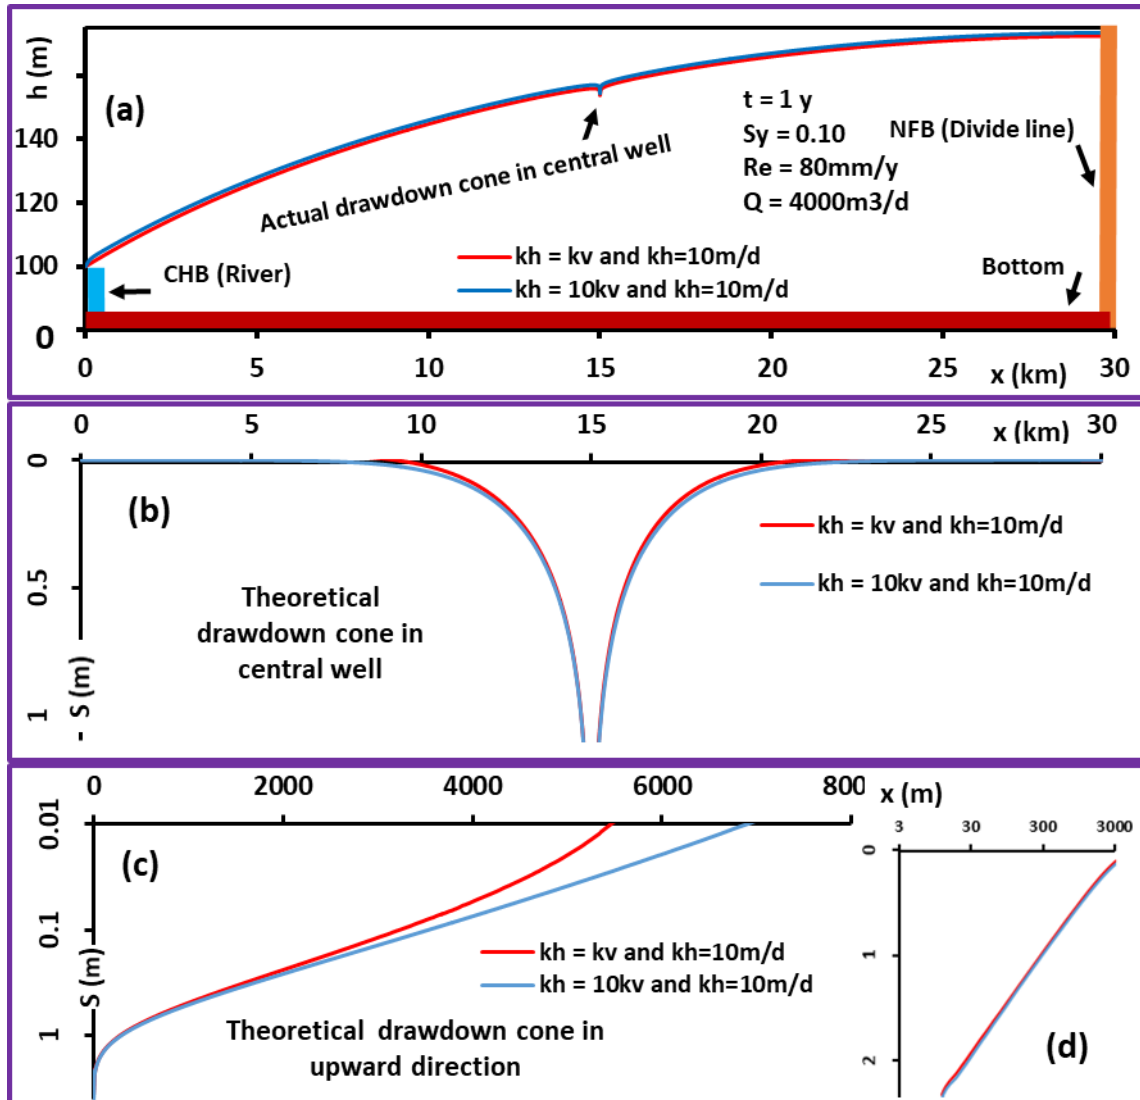 h (m)
140
120
100
0
(a)
t = 1 y
Sy = 0.10
Re = 80mm/y
Q = 4000m3/d
NFB (Divide line)
Actual drawdown cone in central well
kh = kv and kh=10m/d
kh = 10kv and kh=10m/d
CHB (River)
Bottom
0 5 10 15 20 25 30
x (km)
0 5 10 15 20 25 30
x (km)
0
0.5
1
- S (m)
(b)
kh = kv and kh=10m/d
kh = 10kv and kh=10m/d
Theoretical
drawdown cone in
central well
0 2000 4000 6000 800
x (m)
0.01
0.1
1
S (m)
(c)
kh = kv and kh=10m/d
kh = 10kv and kh=10m/d
Theoretical drawdown cone in
upward direction
3 30 300 3000
0
1
2
(d)